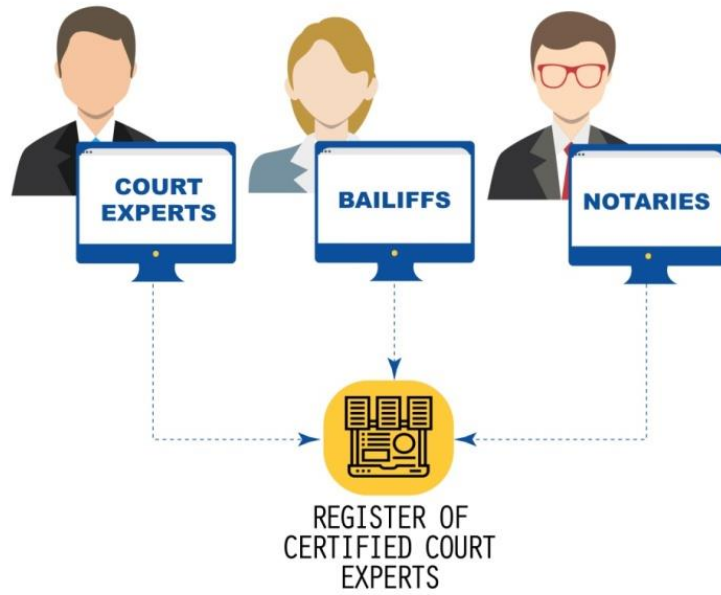 COURT
EXPERTS
BAILIFFS
NOTARIES
REGISTER OF
CERTIFIED COURT
EXPERTS